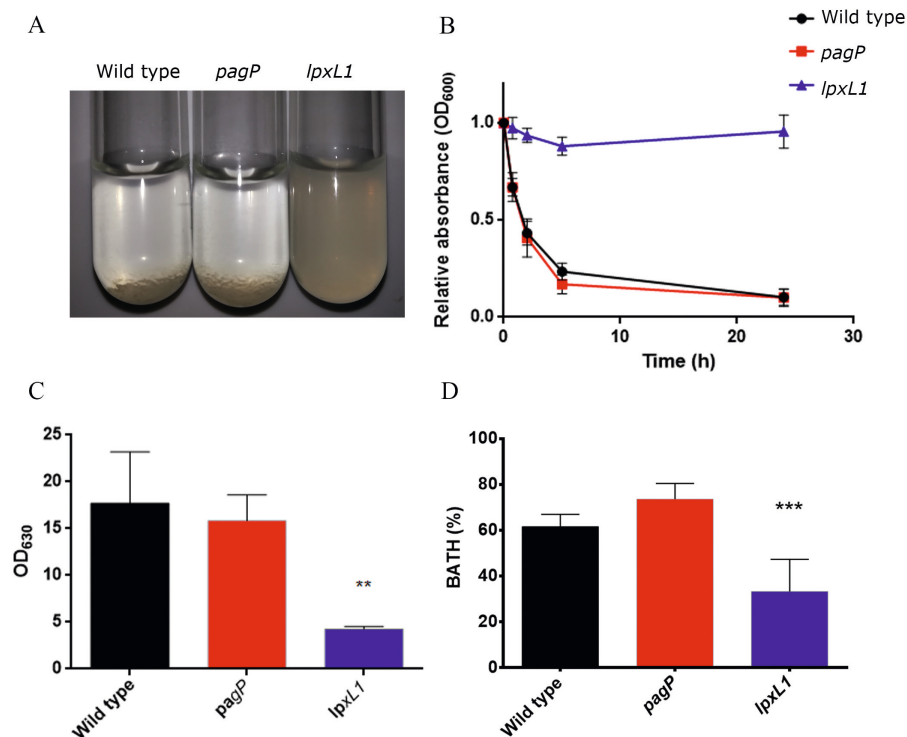 A
Wild type pagP lpxL1
B
Wild type
pagP
lpxL1
Relative absorbance (OD600)
1.0
0.5
0.0
0 10 20 30
Time (h)
C
OD630
25
20
15
10
5
0
**
Wild type pagP lpxL1
D
BATH (%)
100
80
60
40
20
0
***
Wild type pagP lpxL1